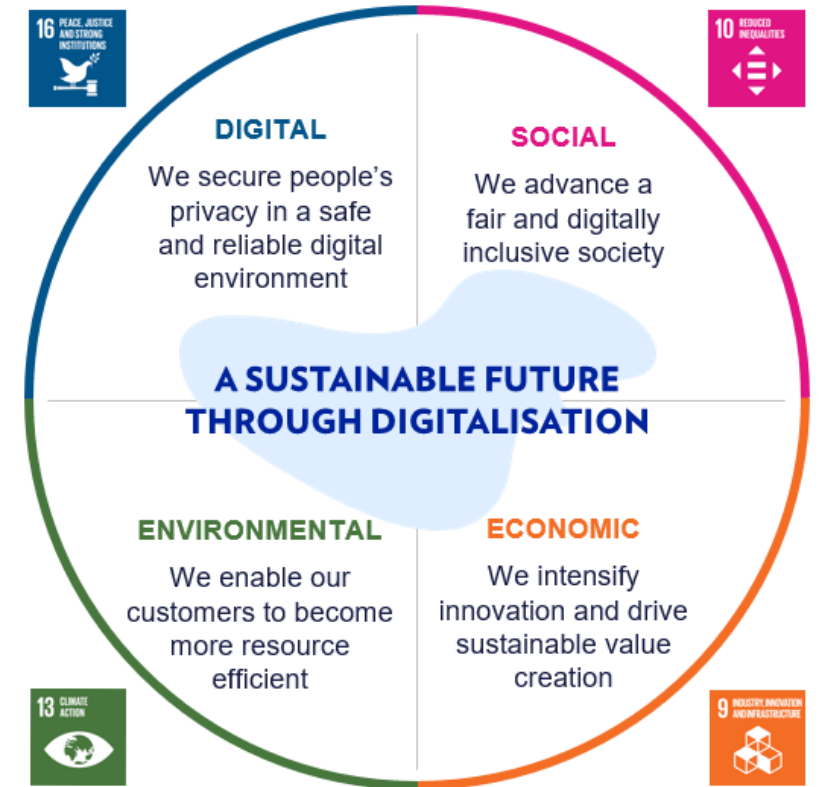 16 PEACE, JUSTICE
AND STRONG
INSTITUTIONS
10 REDUCED
INEQUALITIES
DIGITAL
We secure people’s
privacy in a safe
and reliable digital
environment
SOCIAL
We advance a
fair and digitally
inclusive society
A SUSTAINABLE FUTURE
THROUGH DIGITALISATION
ENVIRONMENTAL
We enable our
customers to become
more resource
efficient
ECONOMIC
We intensify
innovation and drive
sustainable value
creation
13 CLIMATE
ACTION
9 INDUSTRY, INNOVATION
AND INFRASTRUCTURE